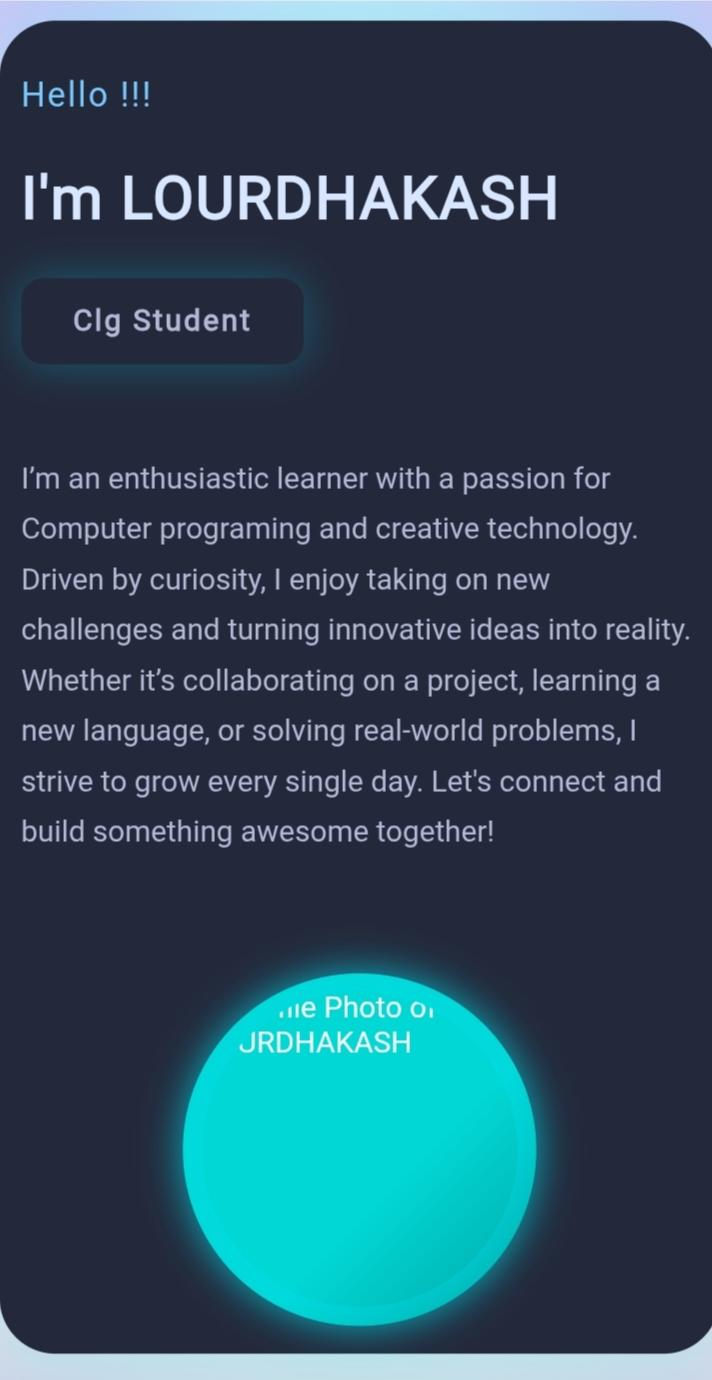 Hello !!!
I'm LOURDHAKASH
Clg Student
I’m an enthusiastic learner with a passion for
Computer programing and creative technology.
Driven by curiosity, I enjoy taking on new
challenges and turning innovative ideas into reality.
Whether it’s collaborating on a project, learning a
new language, or solving real-world problems, I
strive to grow every single day. Let's connect and
build something awesome together!
Photo
JRDHAKASH